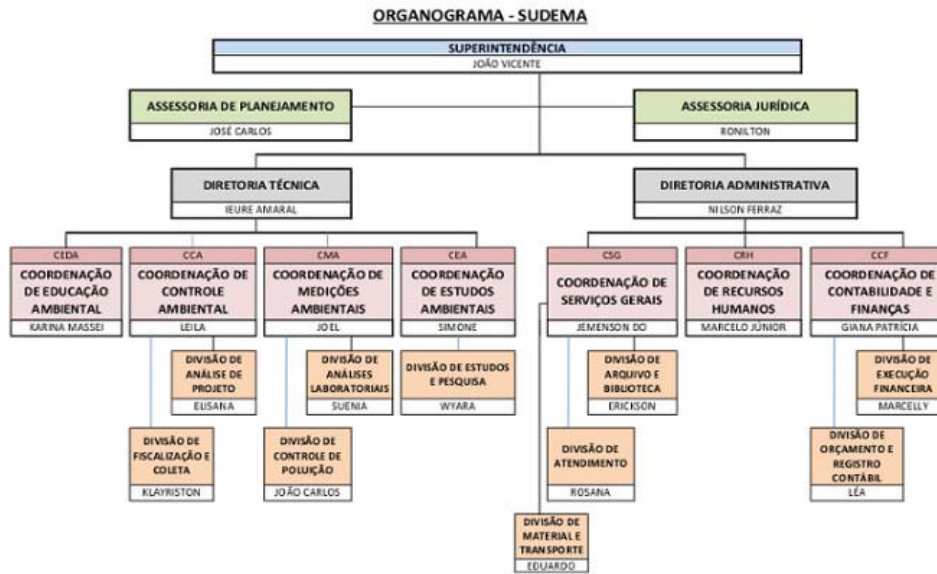 ORGANOGRAMA - SUDEMA
SUPERINTENDÊNCIA
JOÃO VICENTE
ASSESSORIA DE PLANEJAMENTO
JOSÉ CARLOS
ASSESSORIA JURÍDICA
RONILTON
DIRETORIA TÉCNICA
IEURE AMARAL
DIRETORIA ADMINISTRATIVA
NILSON FERRAZ
CEDA
COORDENAÇÃO
DE EDUCAÇÃO
AMBIENTAL
KARINA MASSEI
CCA
COORDENAÇÃO DE
CONTROLE
AMBIENTAL
LEILA
CMA
COORDENAÇÃO DE
MEDIÇÕES
AMBIENTAIS
JOEL
CEA
COORDENAÇÃO
DE ESTUDOS
AMBIENTAIS
SIMONE
CSG
COORDENAÇÃO
DE SERVIÇOS GERAIS
JEMENSON DO
CRH
COORDENAÇÃO
DE RECURSOS
HUMANOS
MARCELO JÚNIOR
CCF
COORDENAÇÃO DE
CONTABILIDADE E
FINANÇAS
GIANA PATRÍCIA
DIVISÃO DE
ANÁLISE DE
PROJETO
ELISANA
DIVISÃO DE
ANÁLISES
LABORATORIAIS
SUENIA
DIVISÃO DE ESTUDOS
E PESQUISA
WYARA
DIVISÃO DE
ARQUIVO E
BIBLIOTECA
ERICKSON
DIVISÃO DE
EXECUÇÃO
FINANCEIRA
MARCELLY
DIVISÃO DE
FISCALIZAÇÃO E
COLETA
KLAYRISTON
DIVISÃO DE
CONTROLE DE
POLUIÇÃO
JOÃO CARLOS
DIVISÃO DE
ATENDIMENTO
ROSANA
DIVISÃO DE
ORÇAMENTO E
REGISTRO
CONTÁBIL
LÉA
DIVISÃO DE
MATERIAL E
TRANSPORTE
EDUARDO